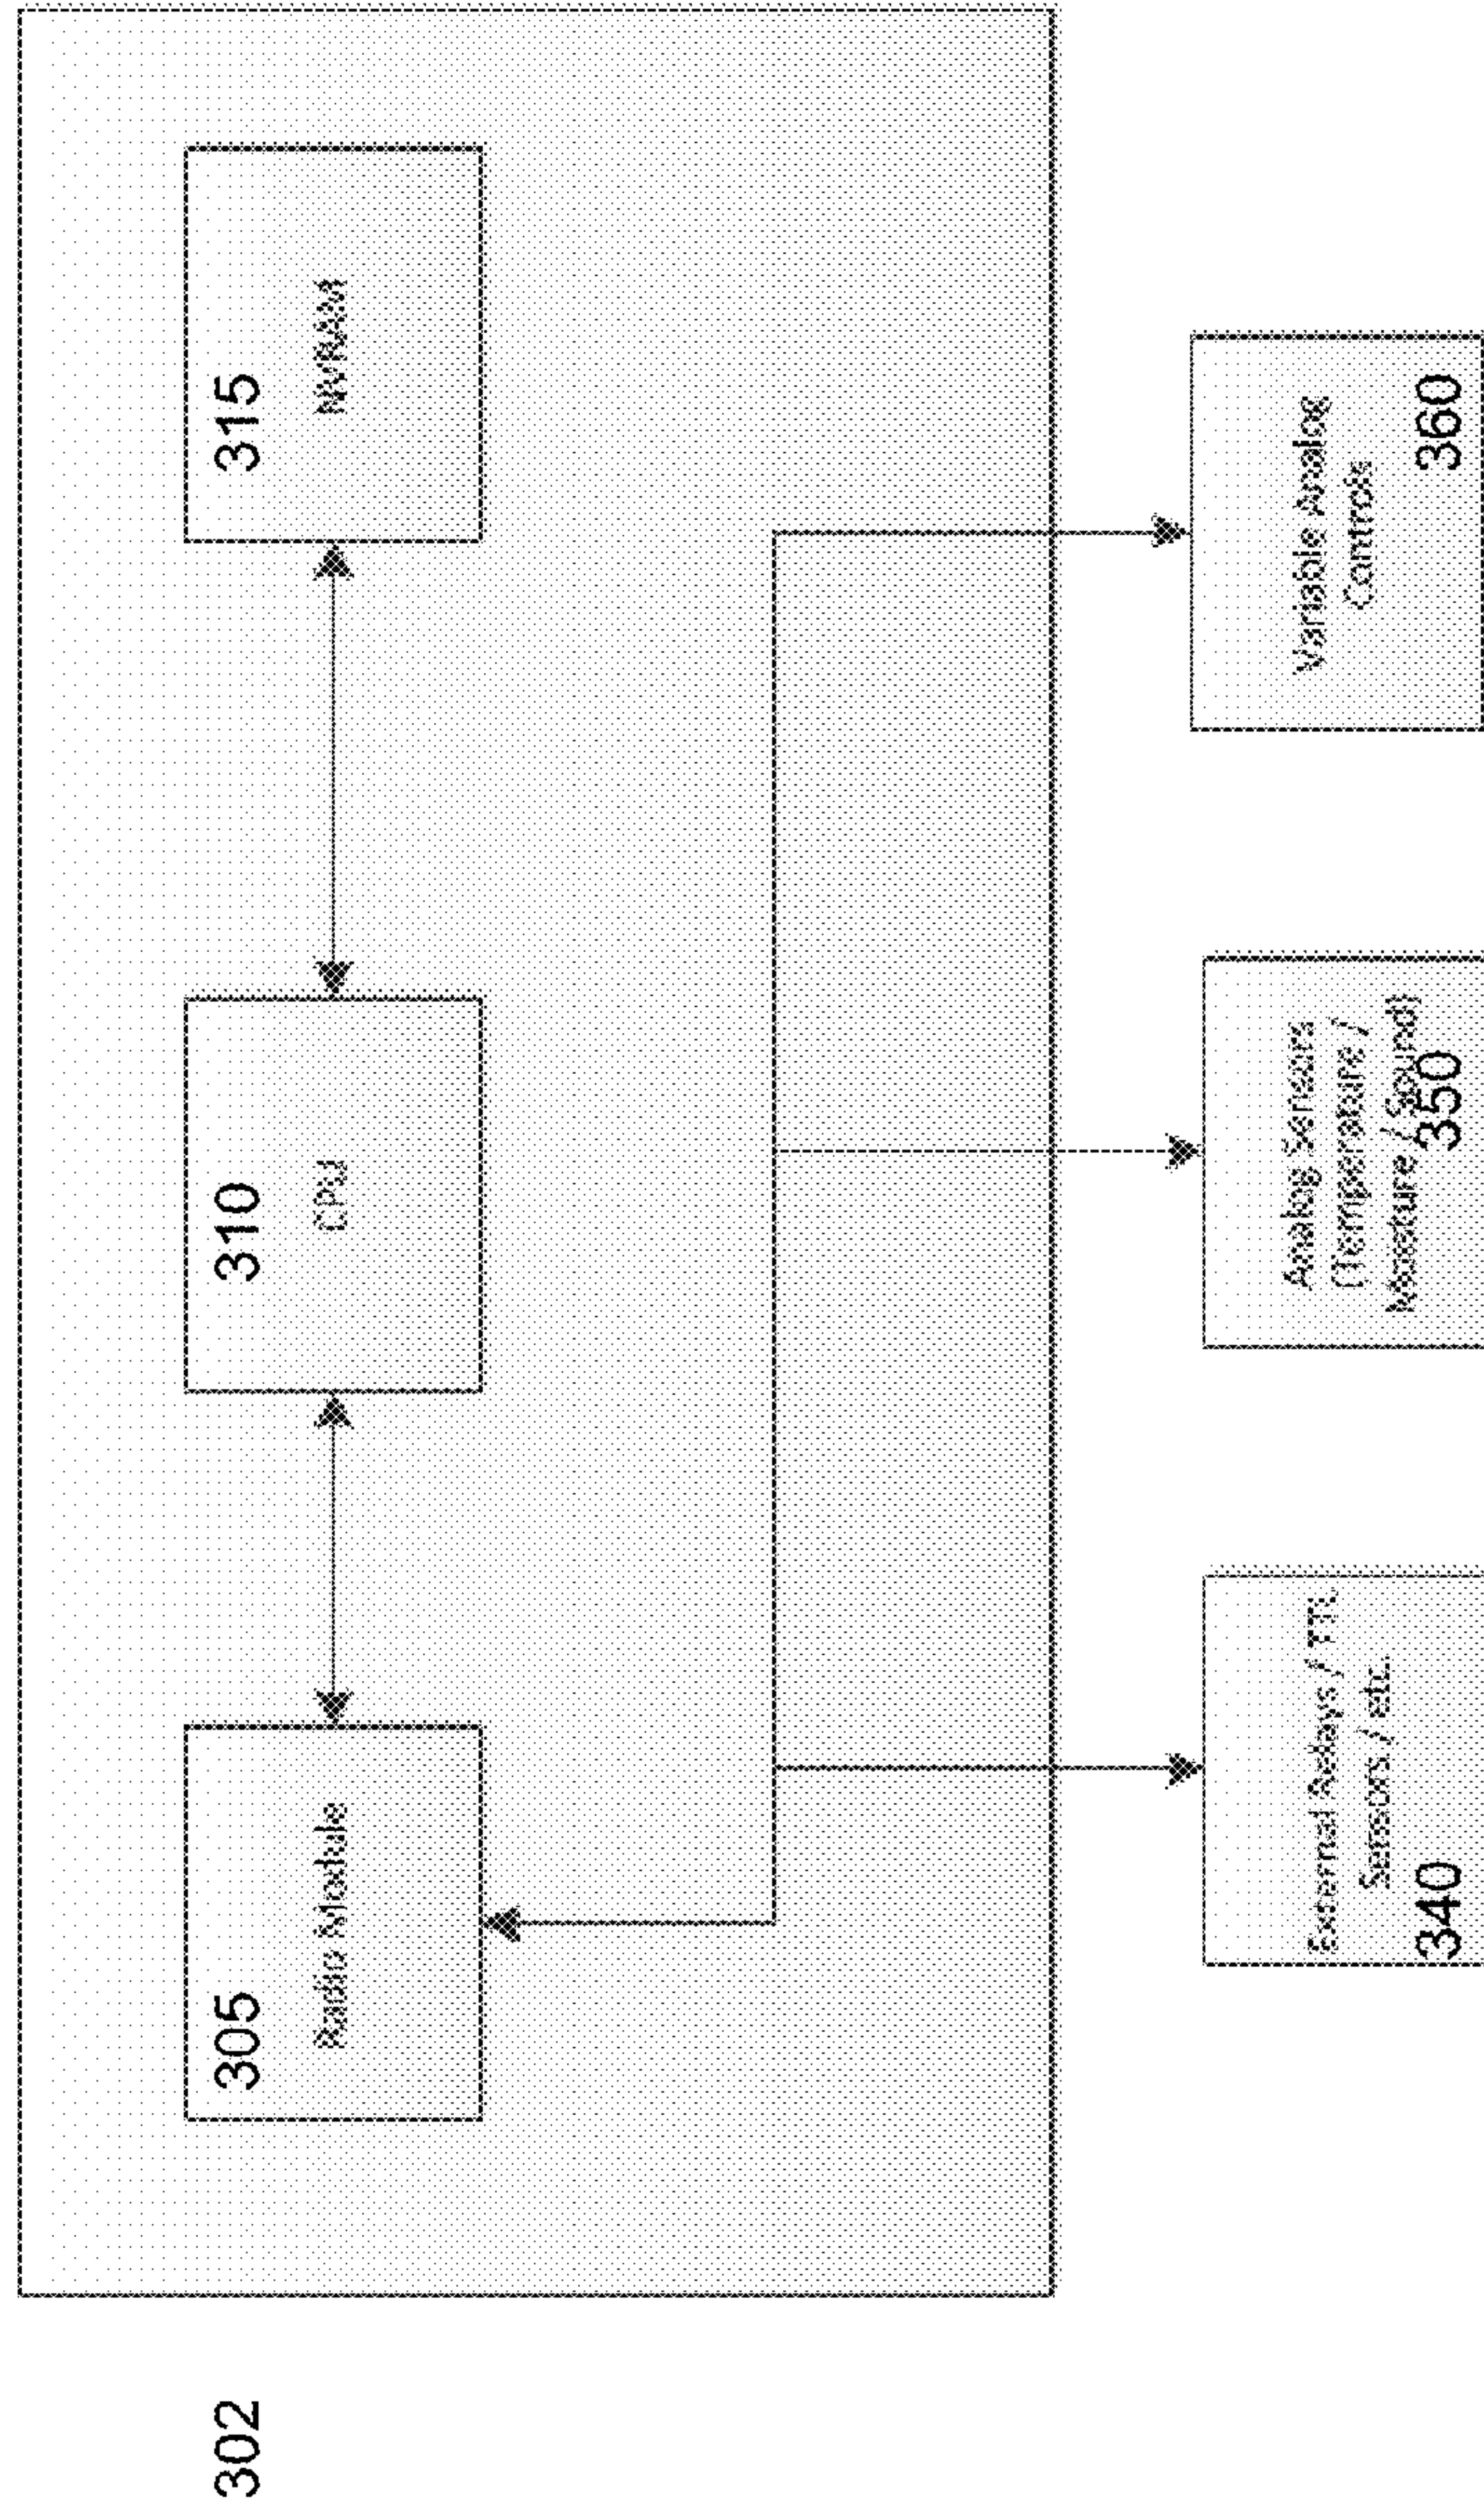 302
305
Radio Module
310
CPU
315
NVRAM
External Relays / TTL
Sensors / etc.
340
Analog Sensors
(Temperature /
Moisture / Sound)
350
Variable Analog
Controls
360